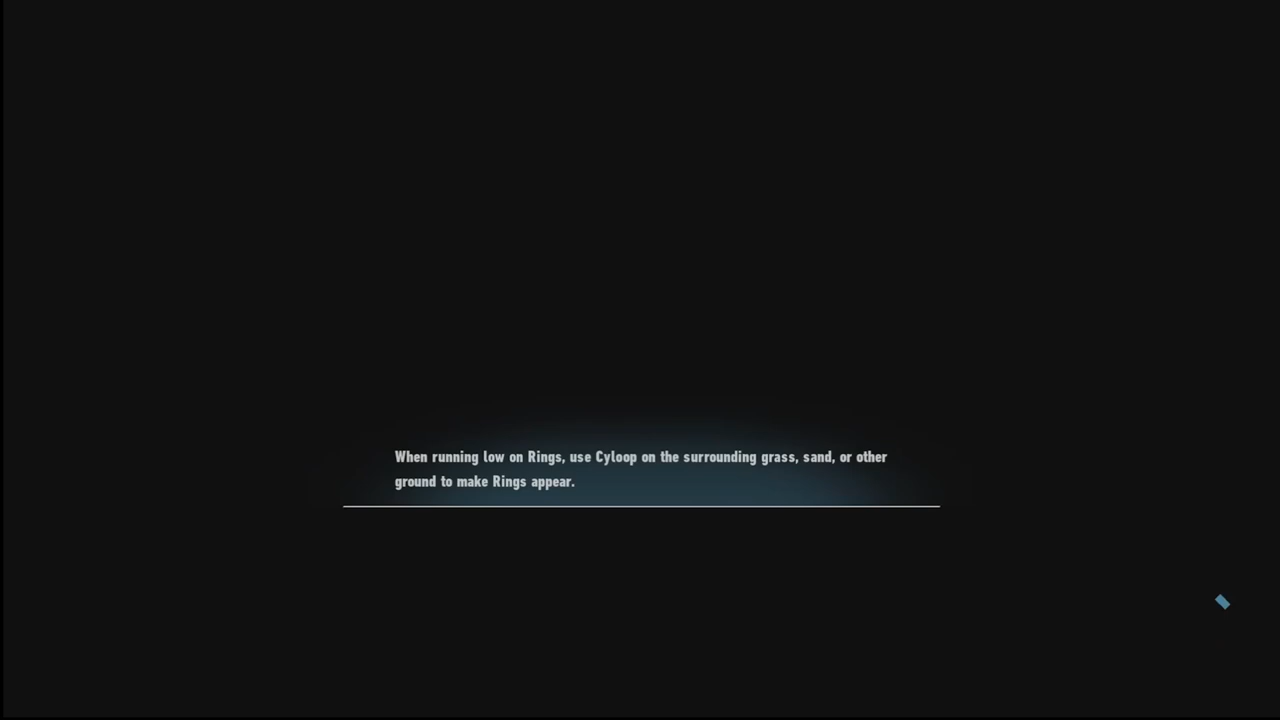 When running low on Rings, use Cyloop on the surrounding grass, sand, or other
ground to make Rings appear.